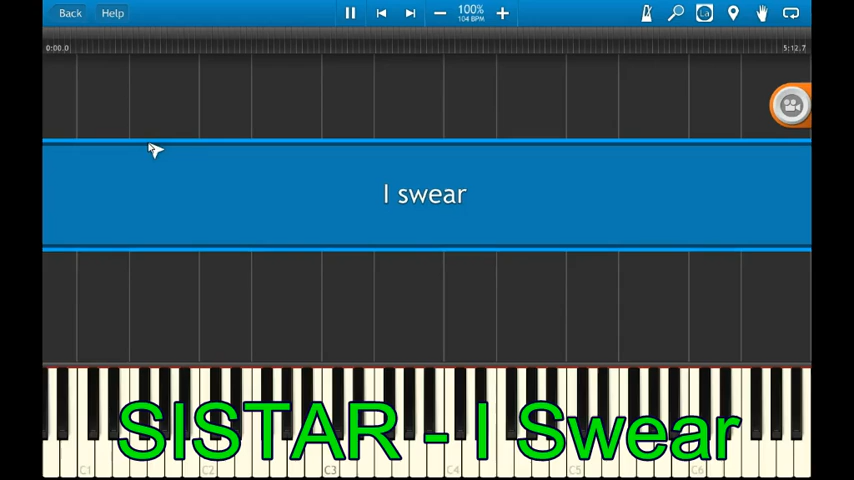 Back Help 100%
104 BPM
0:00.0 5:12.7
I swear
SISTAR - I Swear
C1 C2 C3 C4 C5 C6